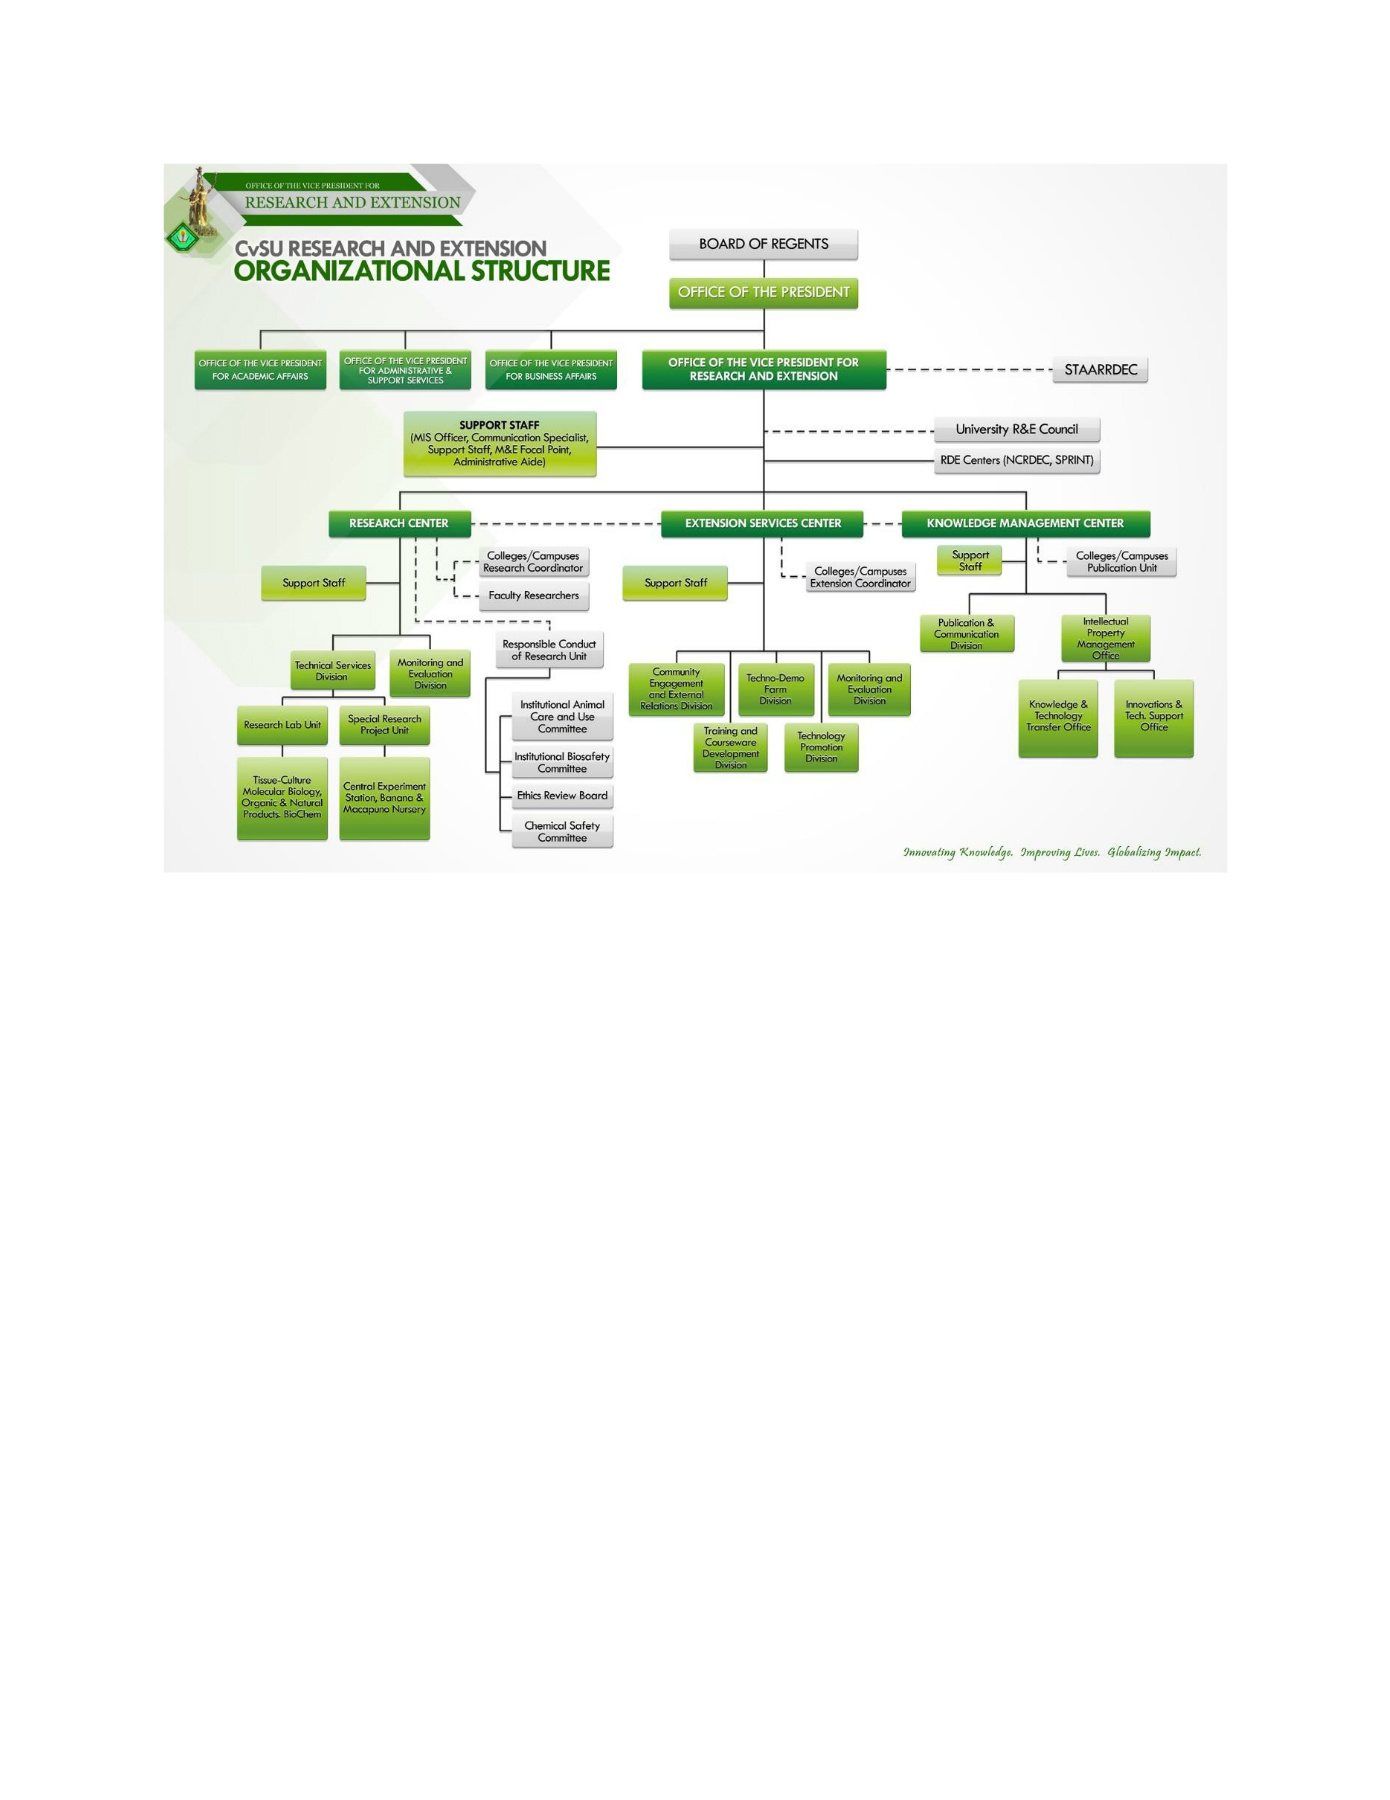 OFFICE OF THE VICE PRESIDENT FOR
RESEARCH AND EXTENSION
CvSU RESEARCH AND EXTENSION
ORGANIZATIONAL STRUCTURE
BOARD OF REGENTS
OFFICE OF THE PRESIDENT
OFFICE OF THE VICE PRESIDENT
FOR ACADEMIC AFFAIRS
OFFICE OF THE VICE PRESIDENT
FOR ADMINISTRATIVE &
SUPPORT SERVICES
OFFICE OF THE VICE PRESIDENT
FOR BUSINESS AFFAIRS
OFFICE OF THE VICE PRESIDENT FOR
RESEARCH AND EXTENSION
STAARRDEC
SUPPORT STAFF
(MIS Officer, Communication Specialist,
Support Staff, M&E Focal Point,
Administrative Aide)
University R&E Council
RDE Centers (NCRDEC, SPRINT)
RESEARCH CENTER
EXTENSION SERVICES CENTER
KNOWLEDGE MANAGEMENT CENTER
Support Staff
Colleges/Campuses
Research Coordinator
Faculty Researchers
Responsible Conduct
of Research Unit
Technical Services
Division
Monitoring and
Evaluation
Division
Research Lab Unit
Special Research
Project Unit
Tissue-Culture
Molecular Biology,
Organic & Natural
Products. BioChem
Central Experiment
Station, Banana &
Macapuno Nursery
Institutional Animal
Care and Use
Committee
Institutional Biosafety
Committee
Ethics Review Board
Chemical Safety
Committee
Support Staff
Colleges/Campuses
Extension Coordinator
Community
Engagement
and External
Relations Division
Techno-Demo
Farm
Division
Monitoring and
Evaluation
Division
Training and
Courseware
Development
Division
Technology
Promotion
Division
Support
Staff
Colleges/Campuses
Publication Unit
Publication &
Communication
Division
Intellectual
Property
Management
Office
Knowledge &
Technology
Transfer Office
Innovations &
Tech. Support
Office
Innovating Knowledge. Improving Lives. Globalizing Impact.